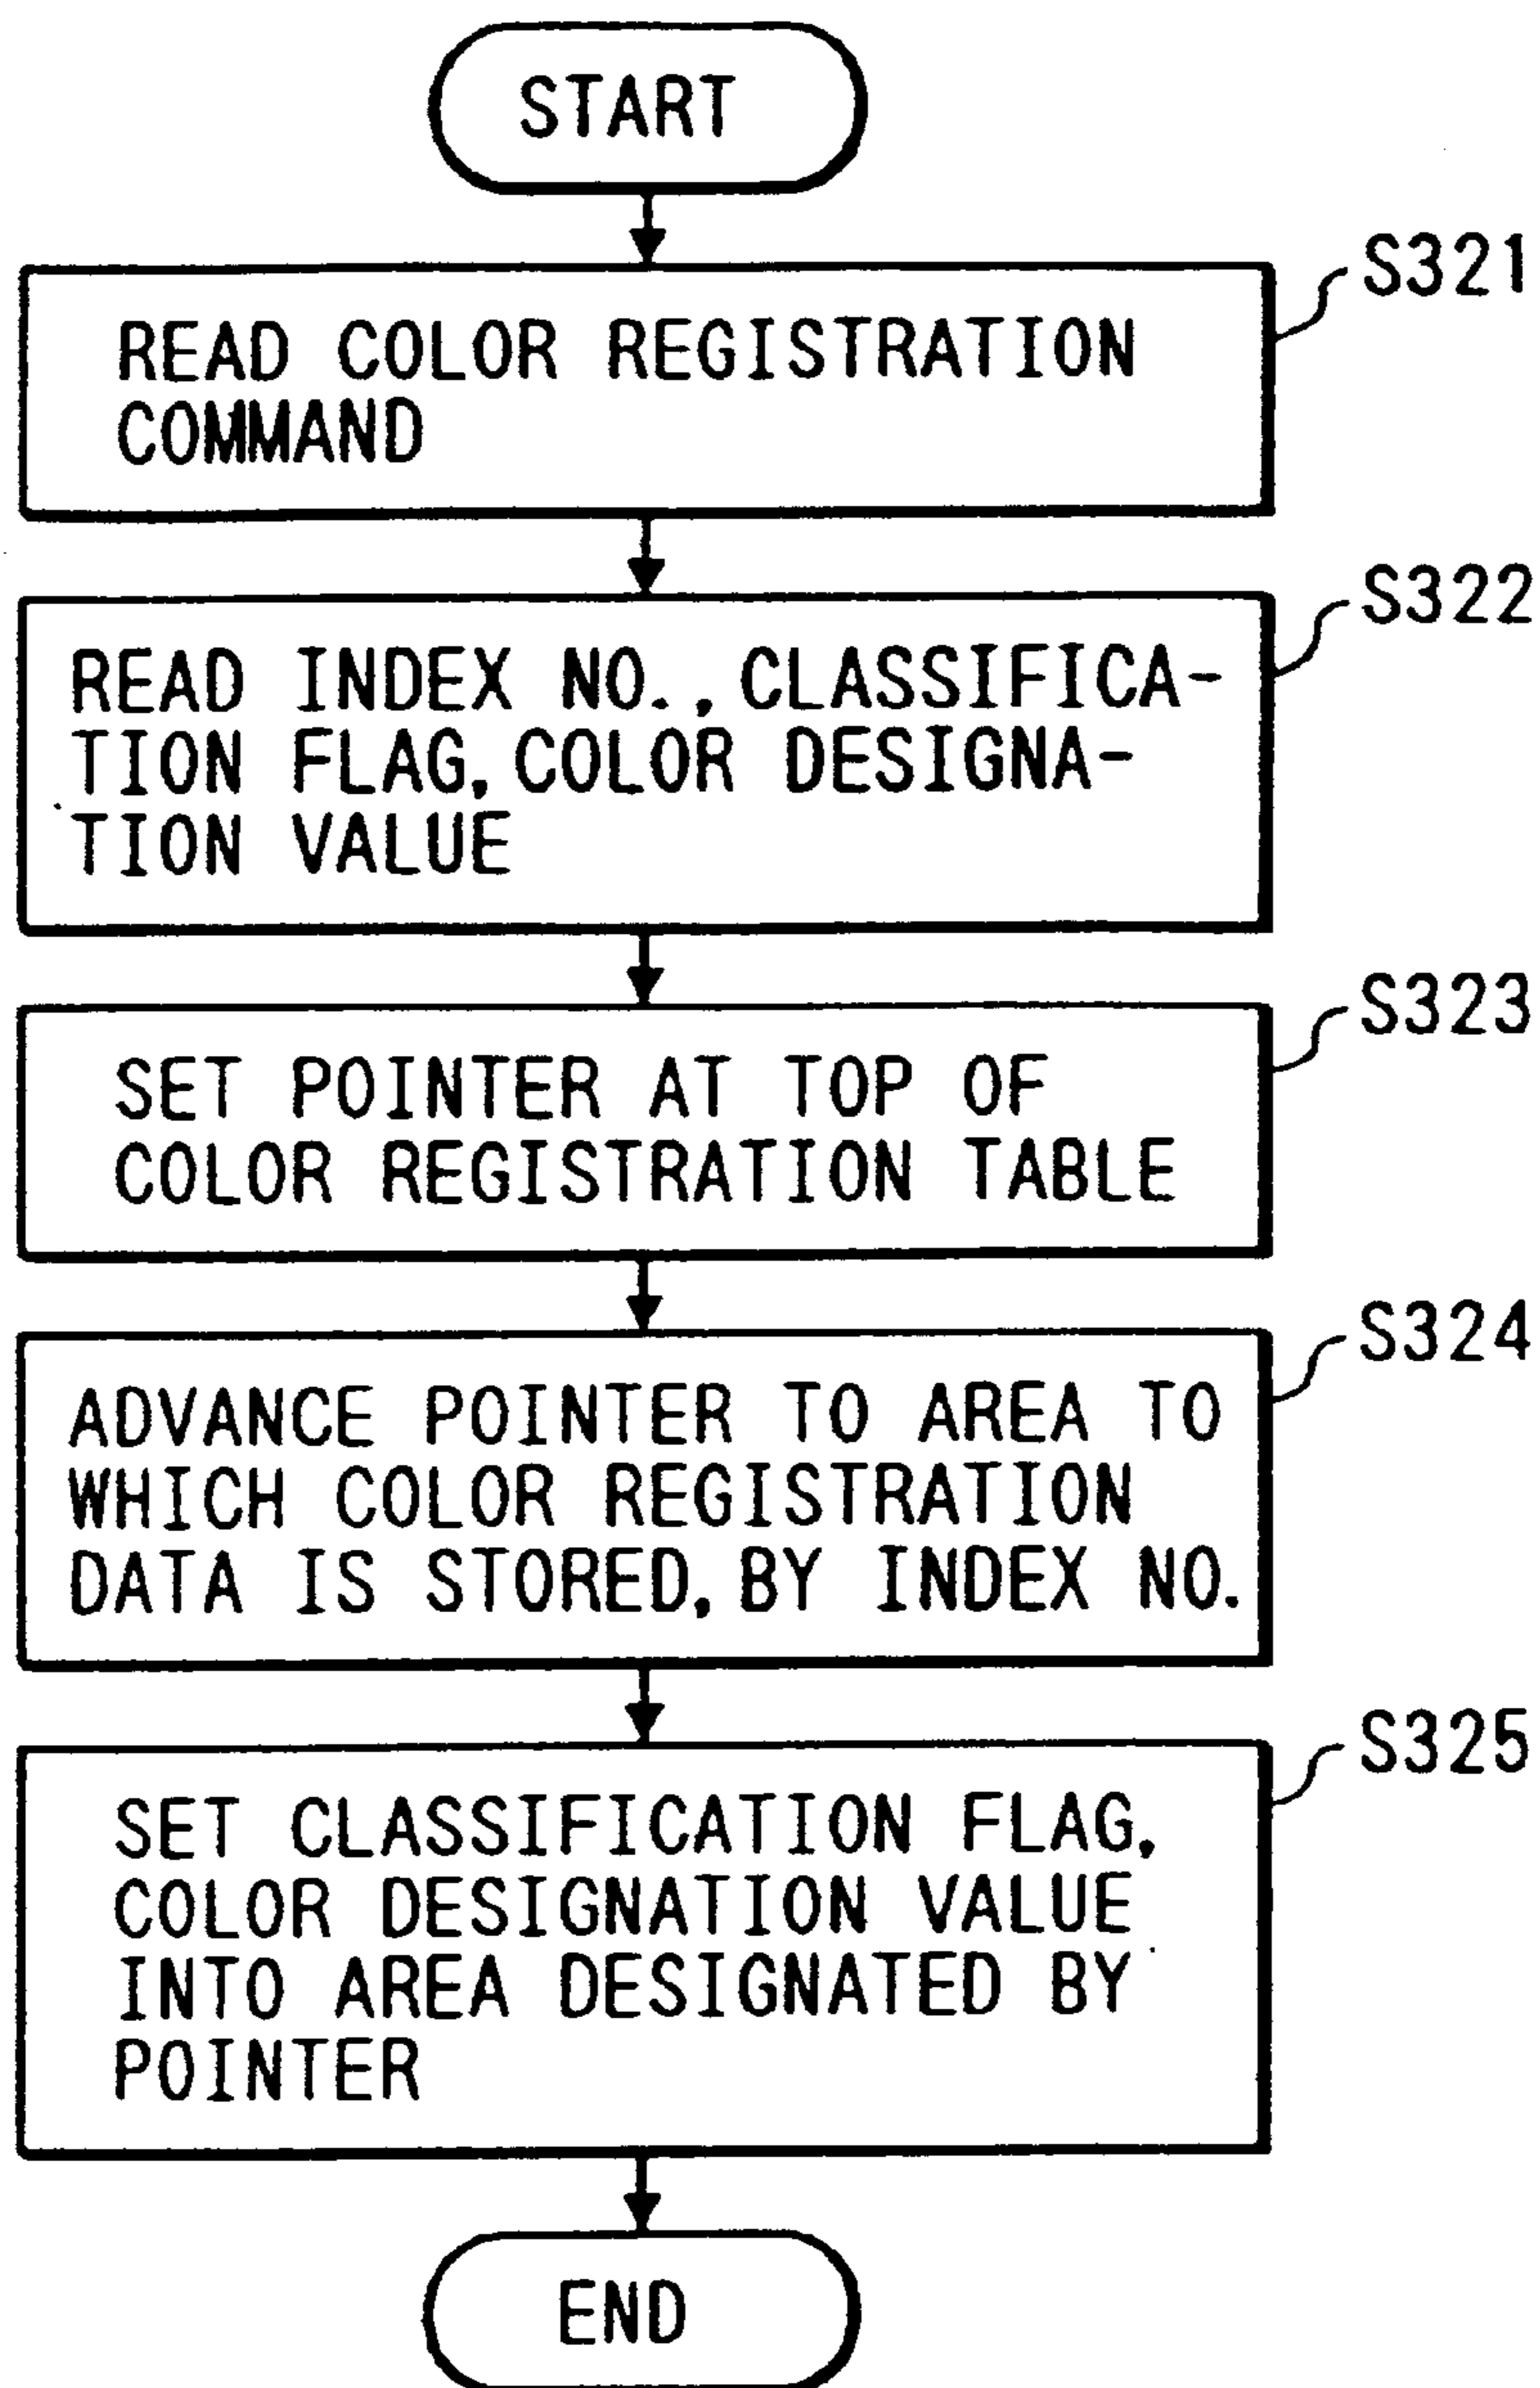 START
S321
READ COLOR REGISTRATION
COMMAND
S322
READ INDEX NO., CLASSIFICA-
TION FLAG, COLOR DESIGNA-
TION VALUE
S323
SET POINTER AT TOP OF
COLOR REGISTRATION TABLE
S324
ADVANCE POINTER TO AREA TO
WHICH COLOR REGISTRATION
DATA IS STORED, BY INDEX NO.
S325
SET CLASSIFICATION FLAG,
COLOR DESIGNATION VALUE
INTO AREA DESIGNATED BY
POINTER
END